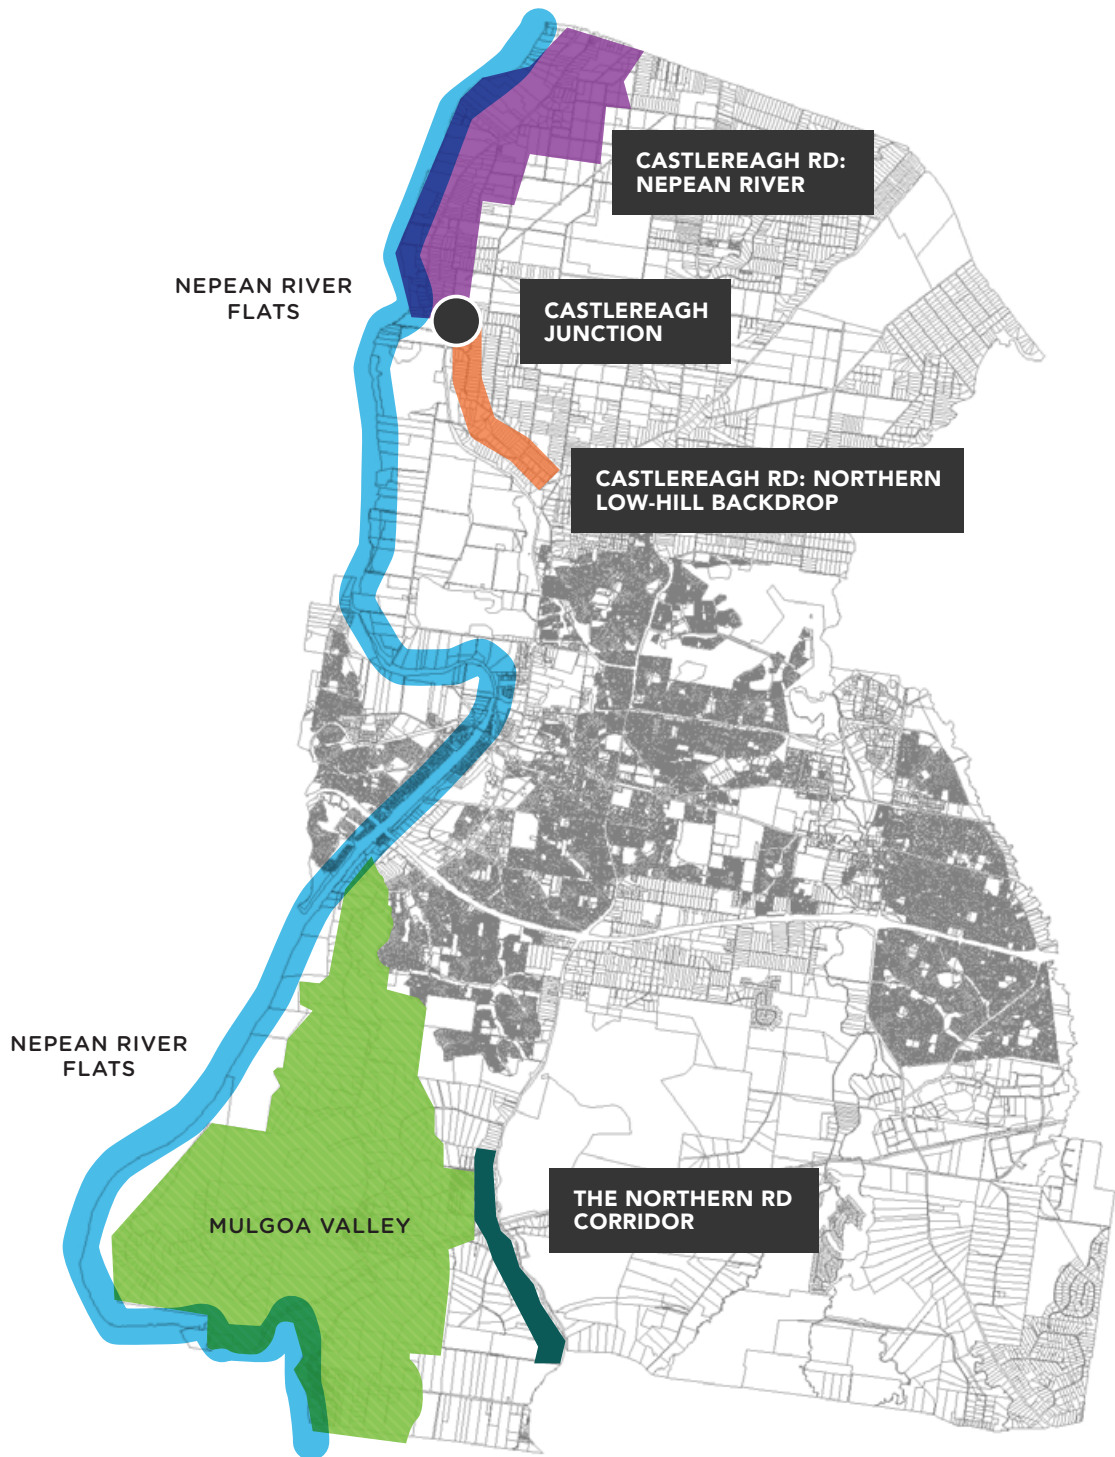 CASTLEREAGH RD:
NEPEAN RIVER
NEPEAN RIVER
FLATS
CASTLEREAGH
JUNCTION
CASTLEREAGH RD: NORTHERN
LOW-HILL BACKDROP
NEPEAN RIVER
FLATS
THE NORTHERN RD
CORRIDOR
MULGOA VALLEY